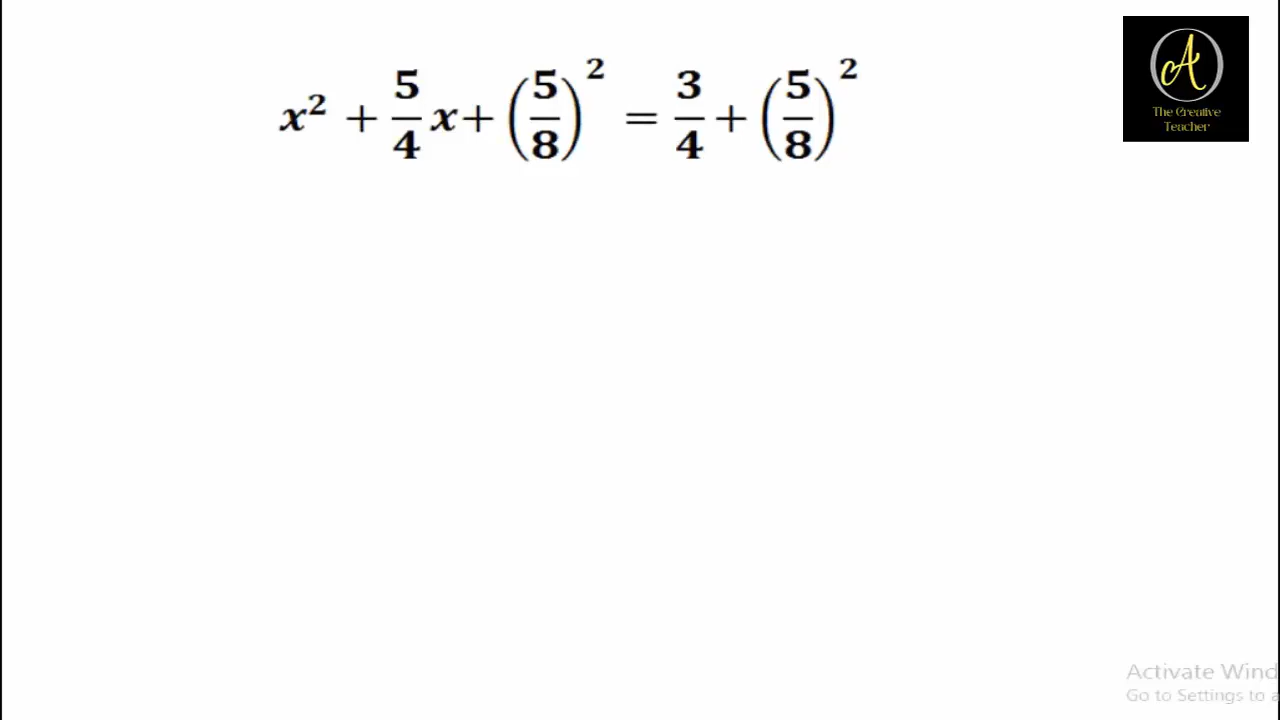 x² + 5/4 x + (5/8)² = 3/4 + (5/8)²
A
The Creative
Teacher
Activate Wind
Go to Settings to a